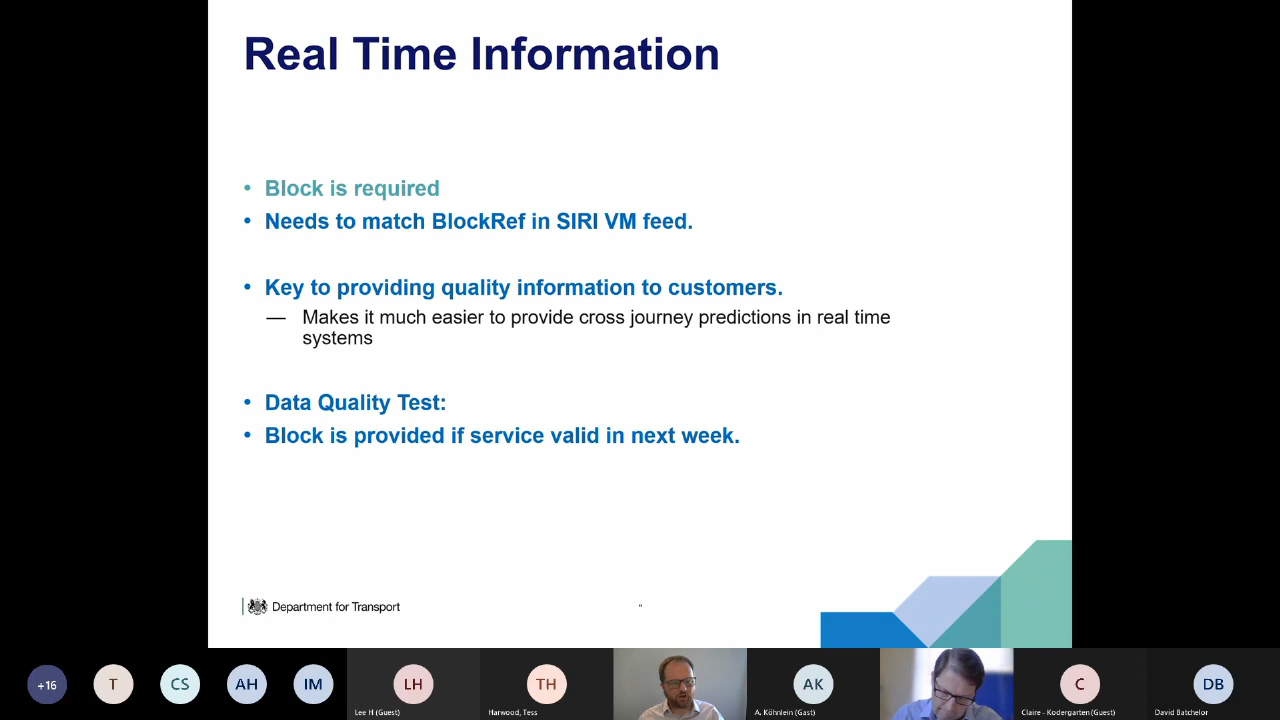 Real Time Information
• Block is required
• Needs to match BlockRef in SIRI VM feed.
• Key to providing quality information to customers.
— Makes it much easier to provide cross journey predictions in real time
systems
• Data Quality Test:
• Block is provided if service valid in next week.
Department for Transport
"
+16
T
CS
AH
IM
LH
Lee H (Guest)
TH
Harwood, Tess
AK
A. Köhnlein (Gast)
C
Claire - Kodergarten (Guest)
DB
David Batchelor